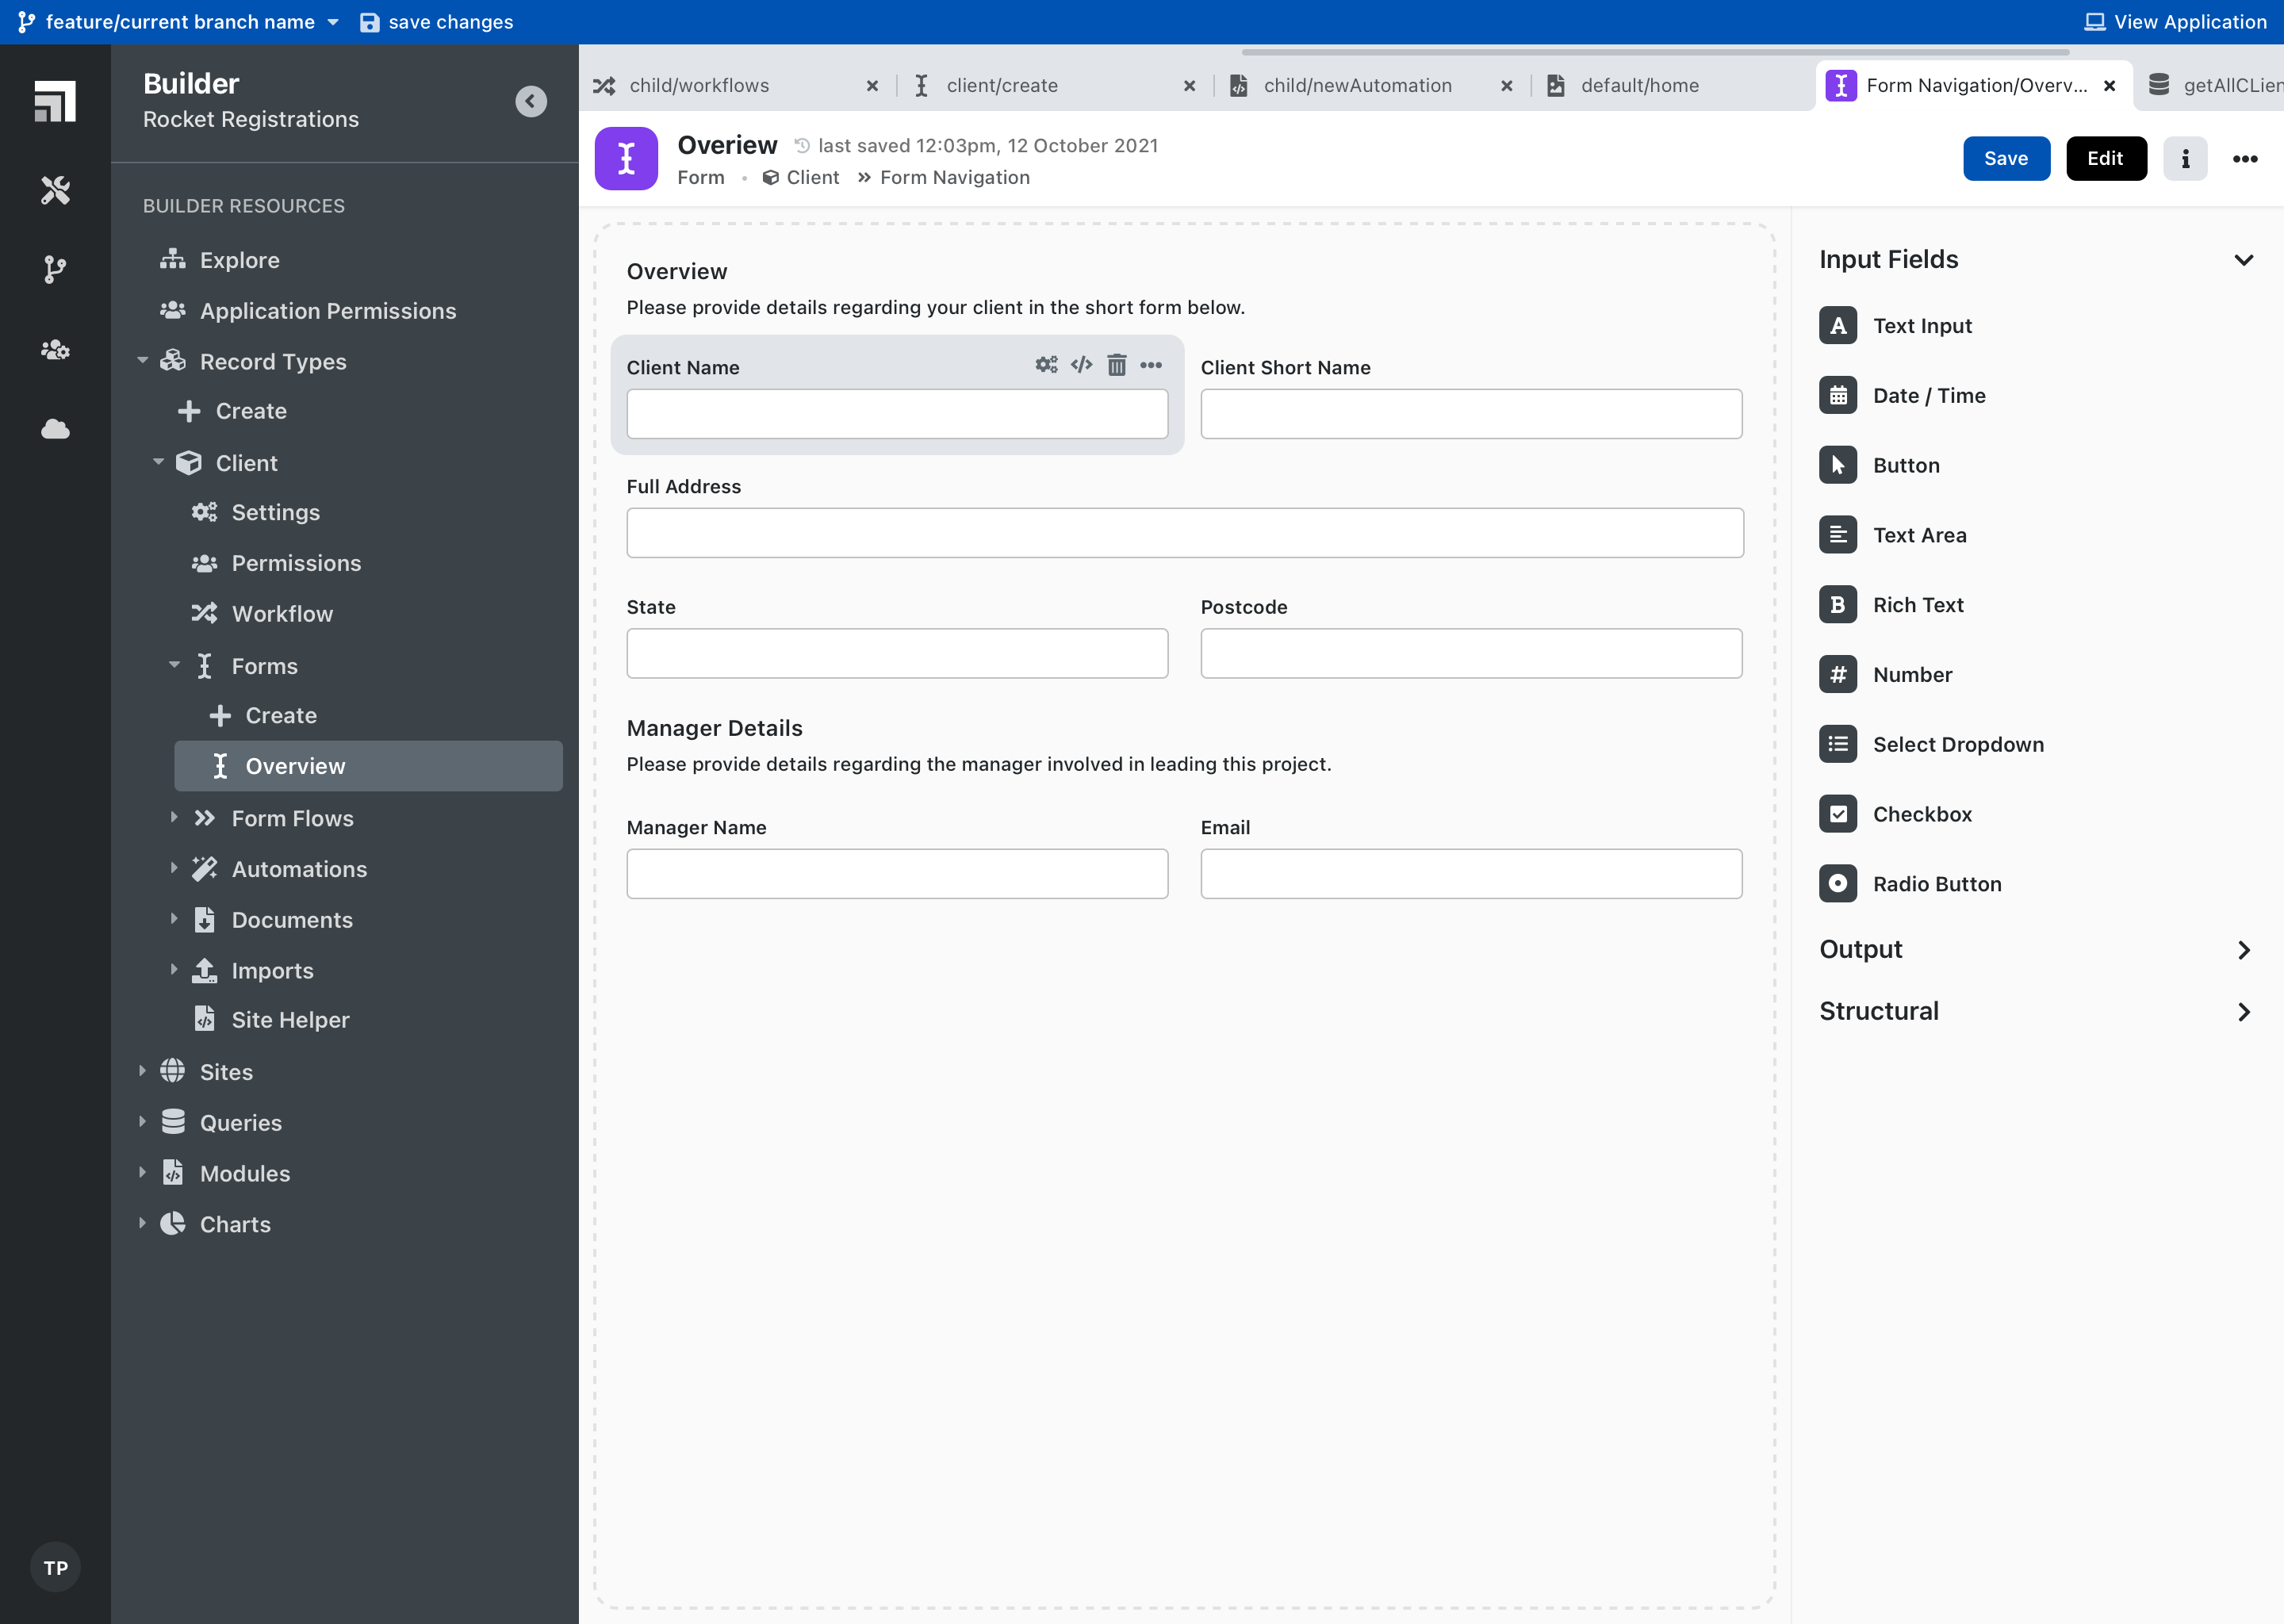 feature/current branch name
save changes
View Application
Builder
Rocket Registrations
BUILDER RESOURCES
Explore
Application Permissions
Record Types
Create
Client
Settings
Permissions
Workflow
Forms
Create
Overview
Form Flows
Automations
Documents
Imports
Site Helper
Sites
Queries
Modules
Charts
TP
child/workflows
client/create
child/newAutomation
default/home
Form Navigation/Overv...
getAllCLien
Overiew
last saved 12:03pm, 12 October 2021
Form • Client » Form Navigation
Save
Edit
Overview
Please provide details regarding your client in the short form below.
Client Name
Client Short Name
Full Address
State
Postcode
Manager Details
Please provide details regarding the manager involved in leading this project.
Manager Name
Email
Input Fields
Text Input
Date / Time
Button
Text Area
Rich Text
Number
Select Dropdown
Checkbox
Radio Button
Output
Structural